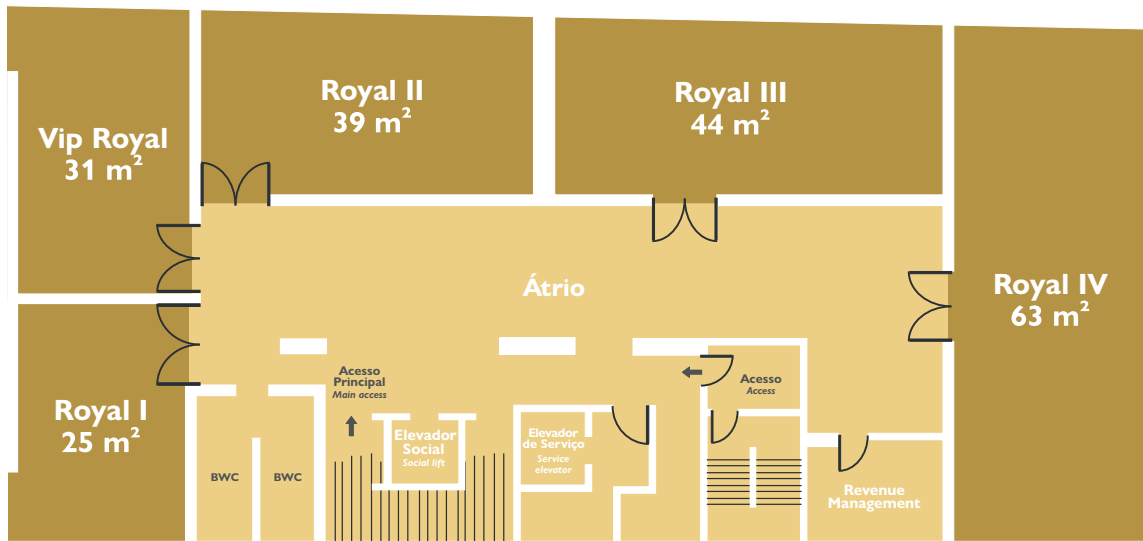 Royal II
39 m²
Royal III
44 m²
Vip Royal
31 m²
Átrio
Royal IV
63 m²
Royal I
25 m²
Acesso
Principal
Main access
Acesso
Access
Elevador
Social
Social lift
Elevador
de Serviço
Service
elevator
BWC
BWC
Revenue
Management